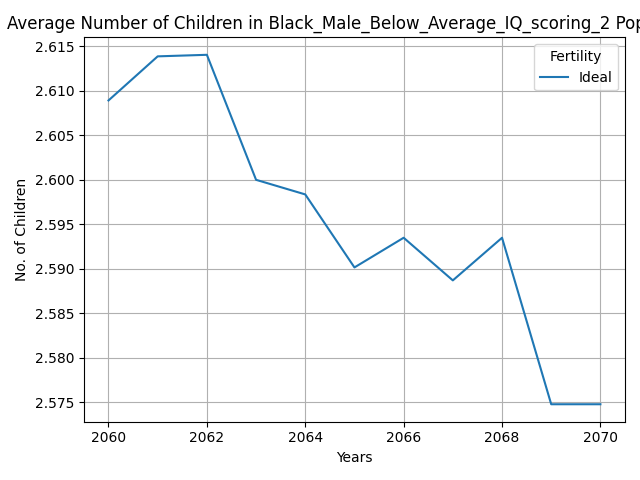 Average Number of Children in Black_Male_Below_Average_IQ_scoring_2 Pop
2.615
2.610
2.605
2.600
2.595
2.590
2.585
2.580
2.575
No. of Children
Fertility
Ideal
2060 2062 2064 2066 2068 2070
Years